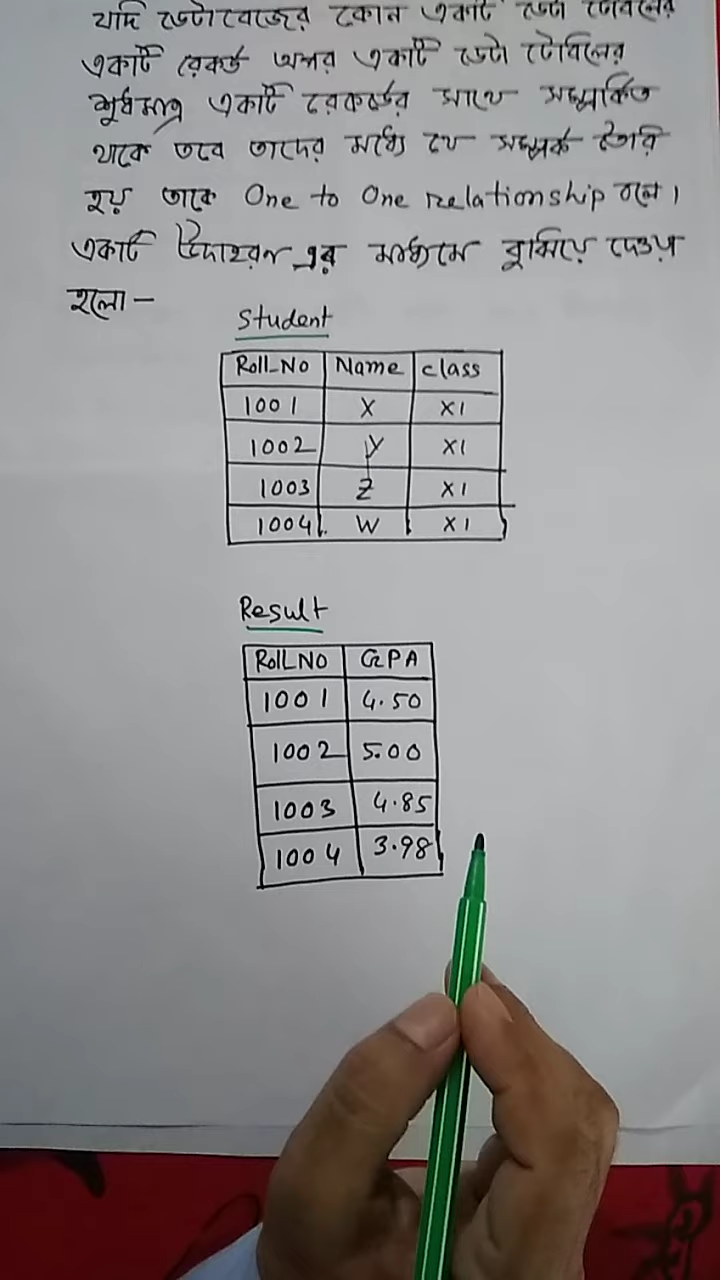 যদি ডেটাবেজের কোন একটি ডেটা টেবিলের
একটি রেকর্ড অপর একটি ডেটা টেবিলের
শুধুমাত্র একটি রেকর্ডের সাথে সম্পর্কিত
থাকে তবে তাদের মধ্যে যে সম্পর্ক তৈরি
হয় তাকে One to One Relationship বলে।
একটি উদাহরন এর মাধ্যমে বুঝিয়ে দেওয়া
হলো –
Student
Roll_No Name class
1001 X XI
1002 Y XI
1003 Z XI
1004 W XI
Result
Roll_No GPA
1001 4.50
1002 5.00
1003 4.85
1004 3.98